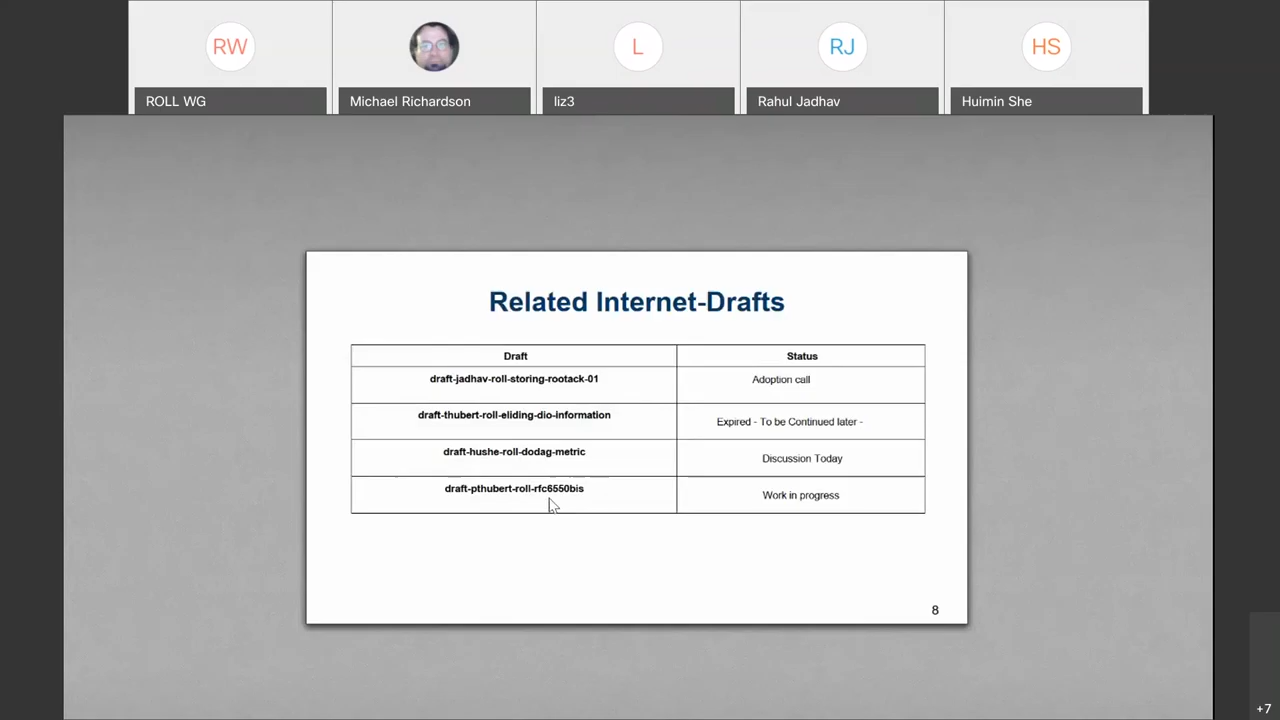 RW
L
RJ
HS
ROLL WG
Michael Richardson
liz3
Rahul Jadhav
Huimin She
Related Internet-Drafts
Draft Status
draft-jadhav-roll-storing-rootack-01 Adoption call
draft-thubert-roll-eliding-dio-information Expired - To be Continued later -
draft-hushe-roll-dodag-metric Discussion Today
draft-pthubert-roll-rfc6550bis Work in progress
8
+7